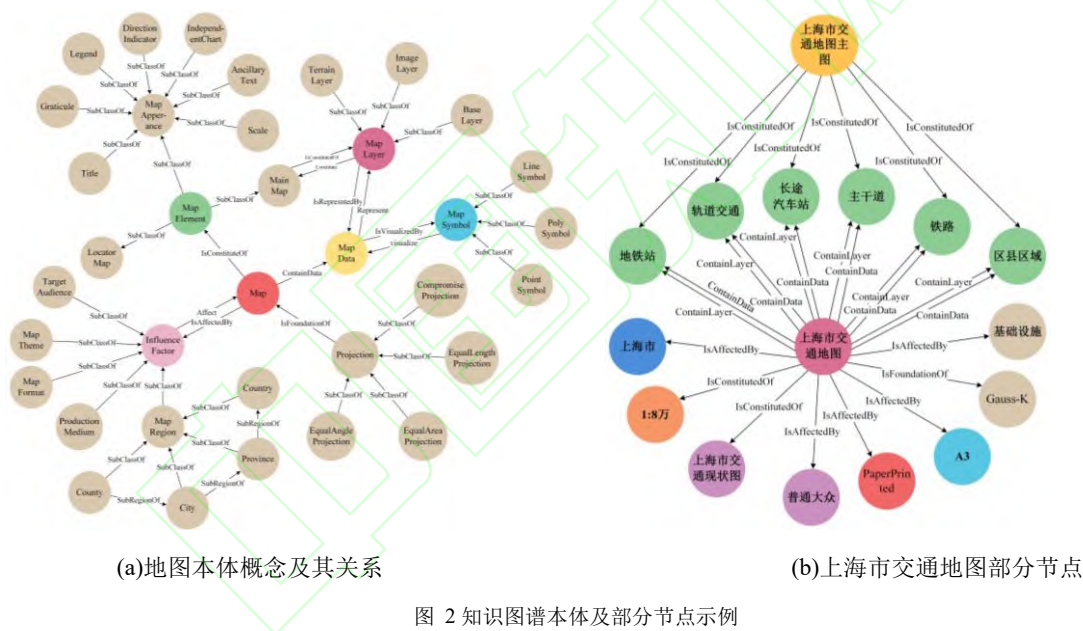 Direction
Indicator
Independ-
entChart
Legend
SubClassOf
SubClassOf
SubClassOf
Ancillary
Text
SubClassOf
Graticule
SubClassOf
Map
Apper-
ance
SubClassOf
Scale
SubClassOf
Title
SubClassOf
Terrain
Layer
Image
Layer
SubClassOf
SubClassOf
Base
Layer
SubClassOf
Map
Layer
Main
Map
SubClassOf
Map
Element
SubClassOf
Locator
Map
IsRepresntedBy
Represent
Line
Symbol
SubClassOf
Map
Symbol
SubClassOf
Poly
Symbol
IsVisualizedBy
visualize
Map
Data
SubClassOf
Point
Symbol
IsConstituteOf
ContainData
Map
Target
Audience
SubClassOf
Affect
IsAffectedBy
IsFoundationOf
Map
Theme
SubClassOf
Influence
Factor
Map
Format
SubClassOf
SubClassOf
Production
Medium
SubClassOf
Compromise
Projection
SubClassOf
Projection
SubClassOf
EqualLength
Projection
SubClassOf
SubClassOf
EqualAngle
Projection
EqualArea
Projection
Country
SubClassOf
Map
Region
SubRegionOf
SubClassOf
Province
SubClassOf
SubClassOf
County
SubRegionOf
City
SubRegionOf
(a)地图本体概念及其关系
上海市交
通地图主
图
IsConstitutedOf
IsConstitutedOf
IsConstitutedOf
IsConstitutedOf
IsConstitutedOf
IsConstitutedOf
地铁站
轨道交通
长途
汽车站
主干道
铁路
区县区域
ContainLayer
ContainLayer
ContainData
ContainLayer
ContainData
ContainData
ContainLayer
ContainData
ContainLayer
ContainData
ContainLayer
ContainData
上海市交
通地图
上海市
IsAffectedBy
IsAffectedBy
基础设施
IsConstitutedOf
1:8万
IsFoundationOf
Gauss-K
IsConstitutedOf
上海市交
通现状图
IsAffectedBy
普通大众
IsAffectedBy
PaperPrin
ted
IsAffectedBy
A3
(b)上海市交通地图部分节点
图 2 知识图谱本体及部分节点示例